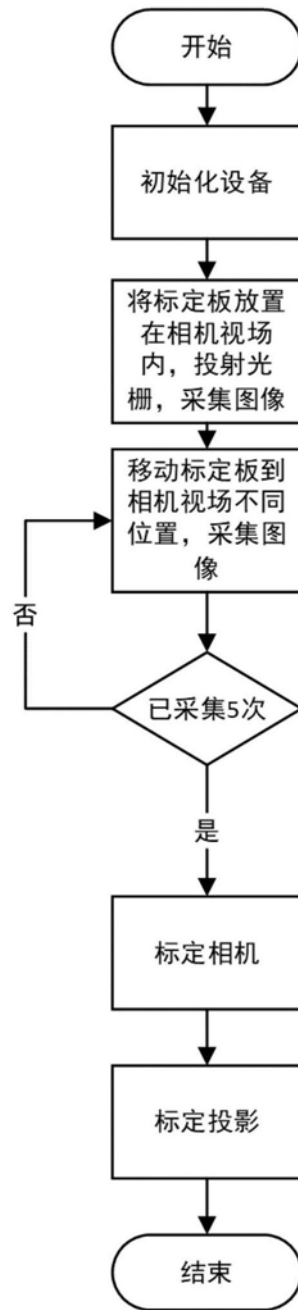 开始
初始化设备
将标定板放置
在相机视场
内，投射光
栅，采集图像
移动标定板到
相机视场不同
位置，采集图
像
否
已采集5次
是
标定相机
标定投影
结束